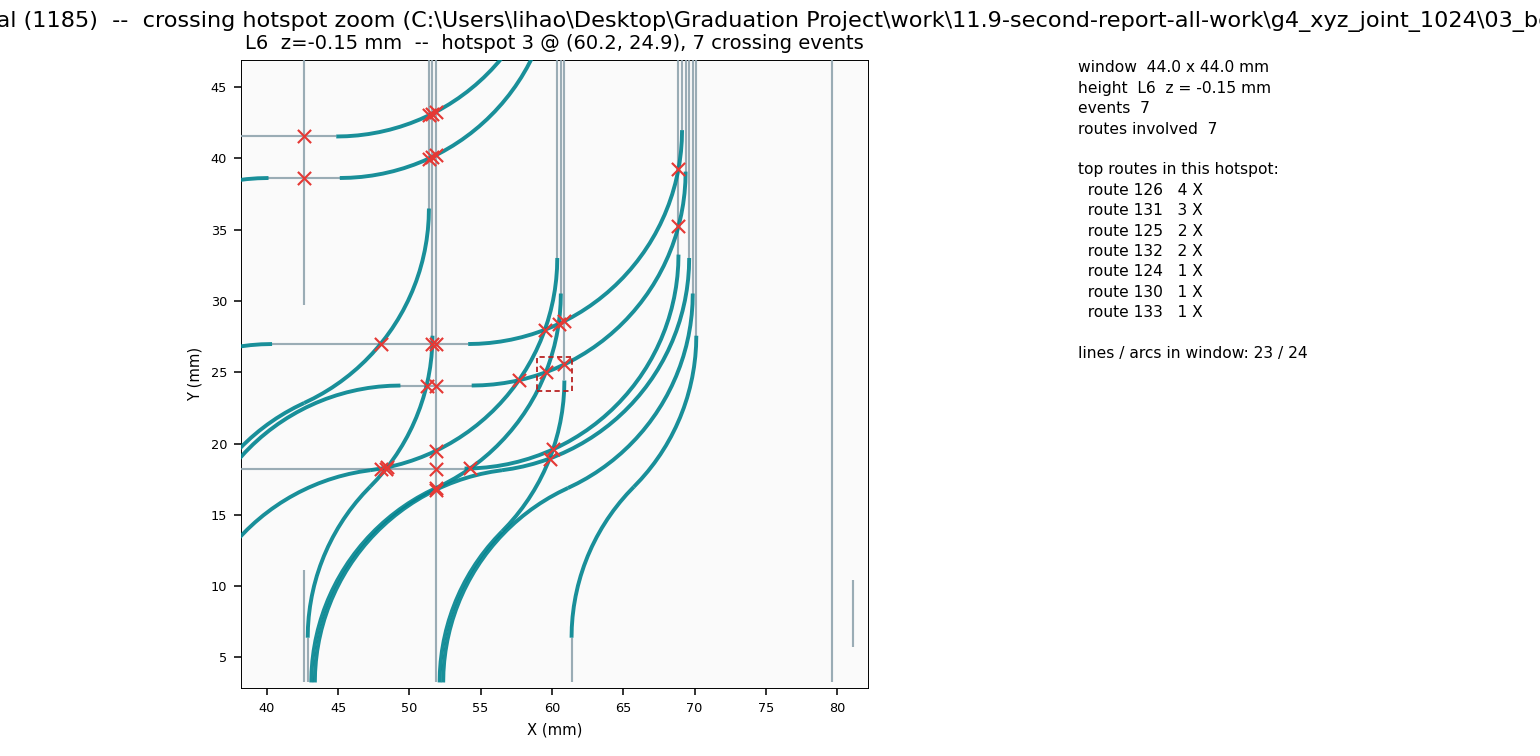 al (1185)  --  crossing hotspot zoom (C:\Users\lihao\Desktop\Graduation Project\work\11.9-second-report-all-work\g4_xyz_joint_1024\03_b
L6  z=-0.15 mm  --  hotspot 3 @ (60.2, 24.9), 7 crossing events
window  44.0 x 44.0 mm
height  L6  z = -0.15 mm
events  7
routes involved  7
top routes in this hotspot:
route 126   4 X
route 131   3 X
route 125   2 X
route 132   2 X
route 124   1 X
route 130   1 X
route 133   1 X
lines / arcs in window: 23 / 24
Y (mm)
45
40
35
30
25
20
15
10
5
40 45 50 55 60 65 70 75 80
X (mm)